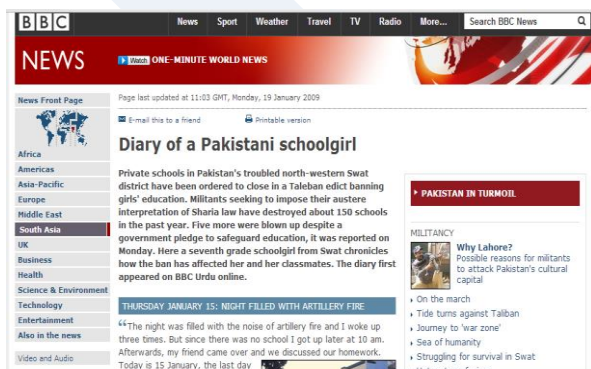 BBC
News Sport Weather Travel TV Radio More... Search BBC News
NEWS
Watch ONE-MINUTE WORLD NEWS
News Front Page
Africa
Americas
Asia-Pacific
Europe
Middle East
South Asia
UK
Business
Health
Science & Environment
Technology
Entertainment
Also in the news
Video and Audio
Page last updated at 11:03 GMT, Monday, 19 January 2009
E-mail this to a friend Printable version
Diary of a Pakistani schoolgirl
Private schools in Pakistan's troubled north-western Swat
district have been ordered to close in a Taleban edict banning
girls' education. Militants seeking to impose their austere
interpretation of Sharia law have destroyed about 150 schools
in the past year. Five more were blown up despite a
government pledge to safeguard education, it was reported on
Monday. Here a seventh grade schoolgirl from Swat chronicles
how the ban has affected her and her classmates. The diary first
appeared on BBC Urdu online.
THURSDAY JANUARY 15: NIGHT FILLED WITH ARTILLERY FIRE
“The night was filled with the noise of artillery fire and I woke up
three times. But since there was no school I got up later at 10 am.
Afterwards, my friend came over and we discussed our homework.
Today is 15 January, the last day
PAKISTAN IN TURMOIL
MILITANCY
Why Lahore?
Possible reasons for militants
to attack Pakistan's cultural
capital
On the march
Tide turns against Taliban
Journey to 'war zone'
Sea of humanity
Struggling for survival in Swat